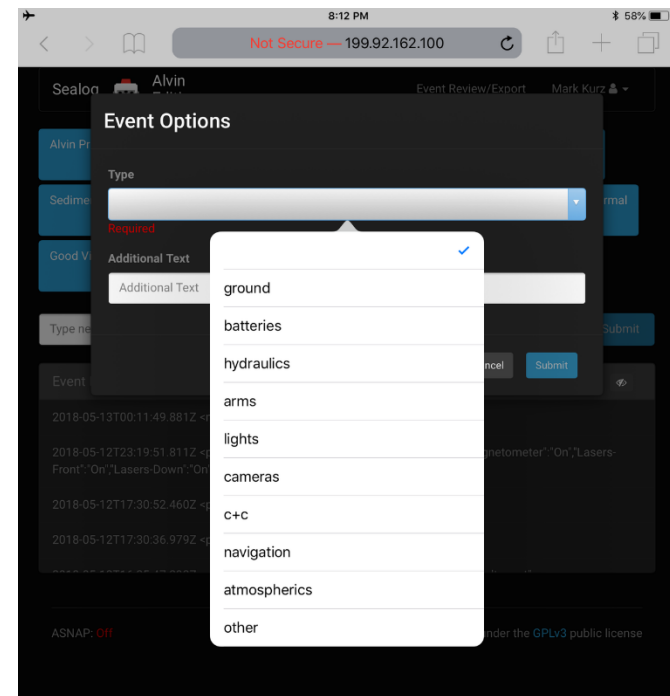 8:12 PM
58%
Not Secure — 199.92.162.100
Sealog
Alvin
Event Review/Export
Mark Kurz
Event Options
Alvin Pr
Type
Sedime
rmal
Required
Good Vi
Additional Text
Additional Text
ground
batteries
Type ne
Submit
hydraulics
ncel
Submit
Event
arms
2018-05-13T00:11:49.881Z <
lights
2018-05-12T23:19:51.811Z <
gnetometer":"On","Lasers-
Front":"On","Lasers-Down":"On"
cameras
2018-05-12T17:30:52.460Z <
c+c
2018-05-12T17:30:36.979Z <
navigation
atmospherics
other
ASNAP: Off
under the GPLv3 public license